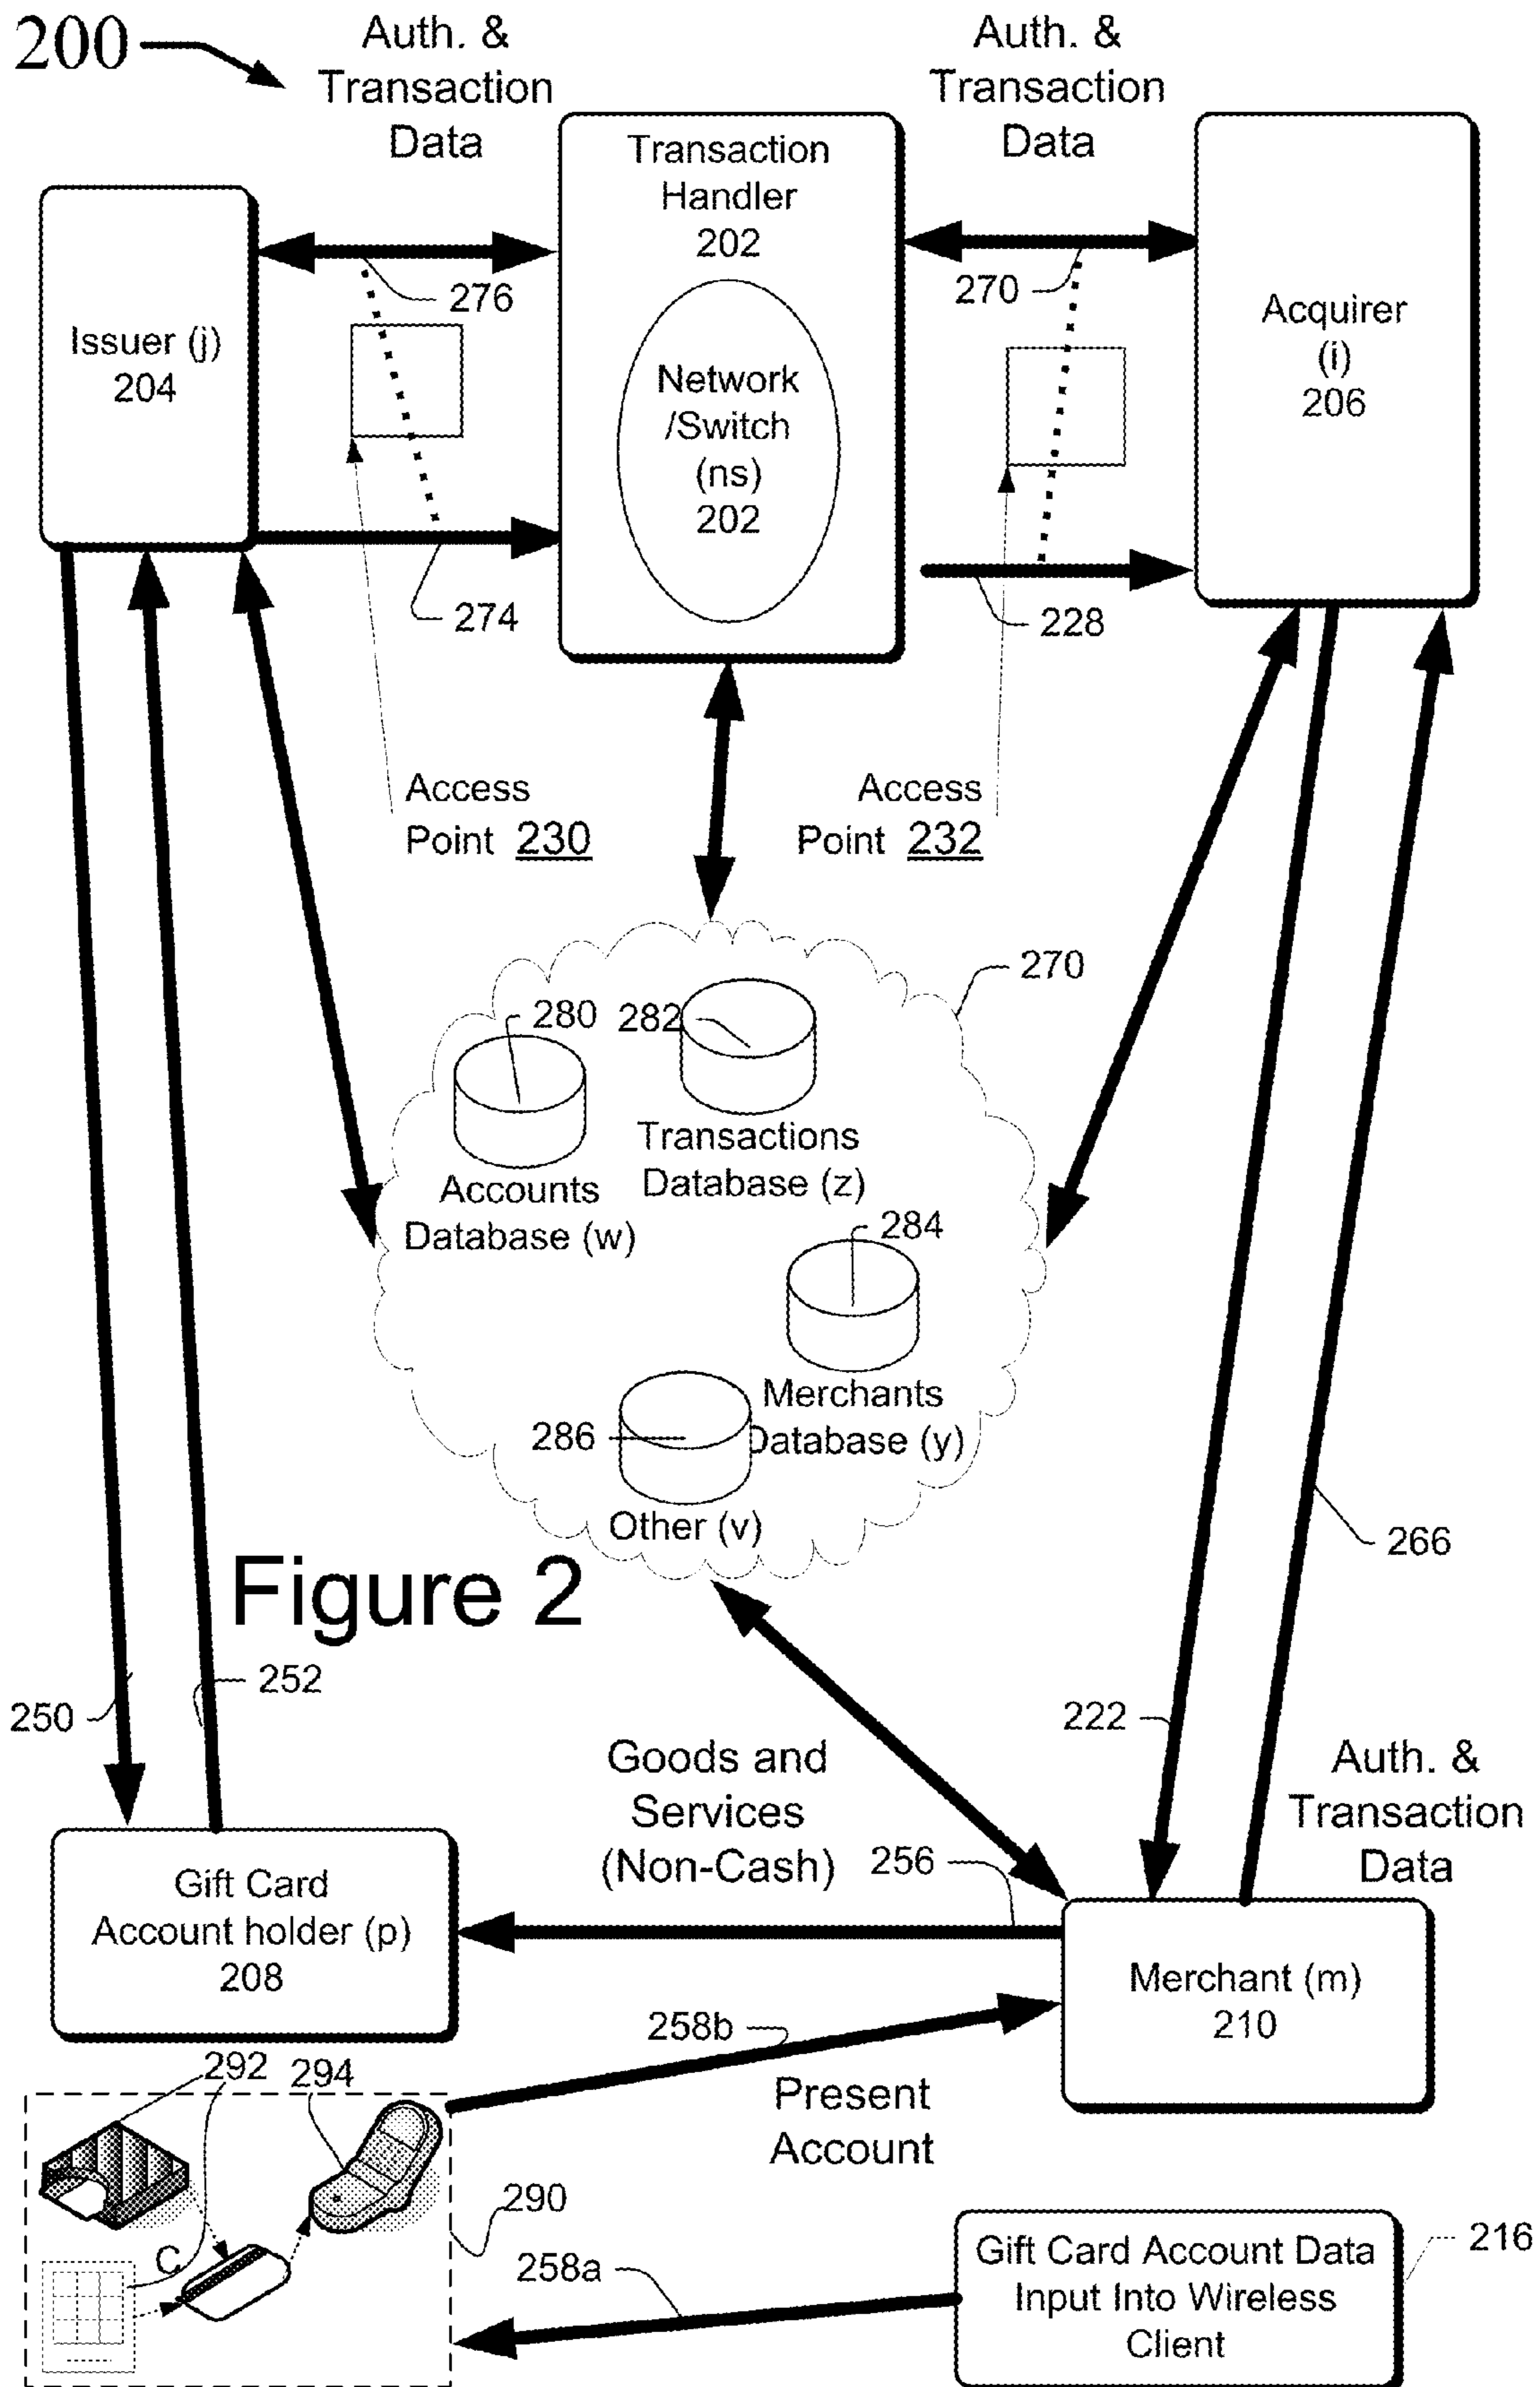 200
Auth. &
Transaction
Data
Auth. &
Transaction
Data
Transaction
Handler
202
Network
/Switch
(ns)
202
Issuer (j)
204
Acquirer
(i)
206
276
270
274
228
Access
Point 230
Access
Point 232
270
280
282
Transactions
Database (z)
Accounts
Database (w)
284
Merchants
Database (y)
286
Other (v)
266
Figure 2
252
250
222
Goods and
Services
(Non-Cash)
256
Auth. &
Transaction
Data
Gift Card
Account holder (p)
208
Merchant (m)
210
258b
Present
Account
292
294
290
C
258a
Gift Card Account Data
Input Into Wireless
Client
216